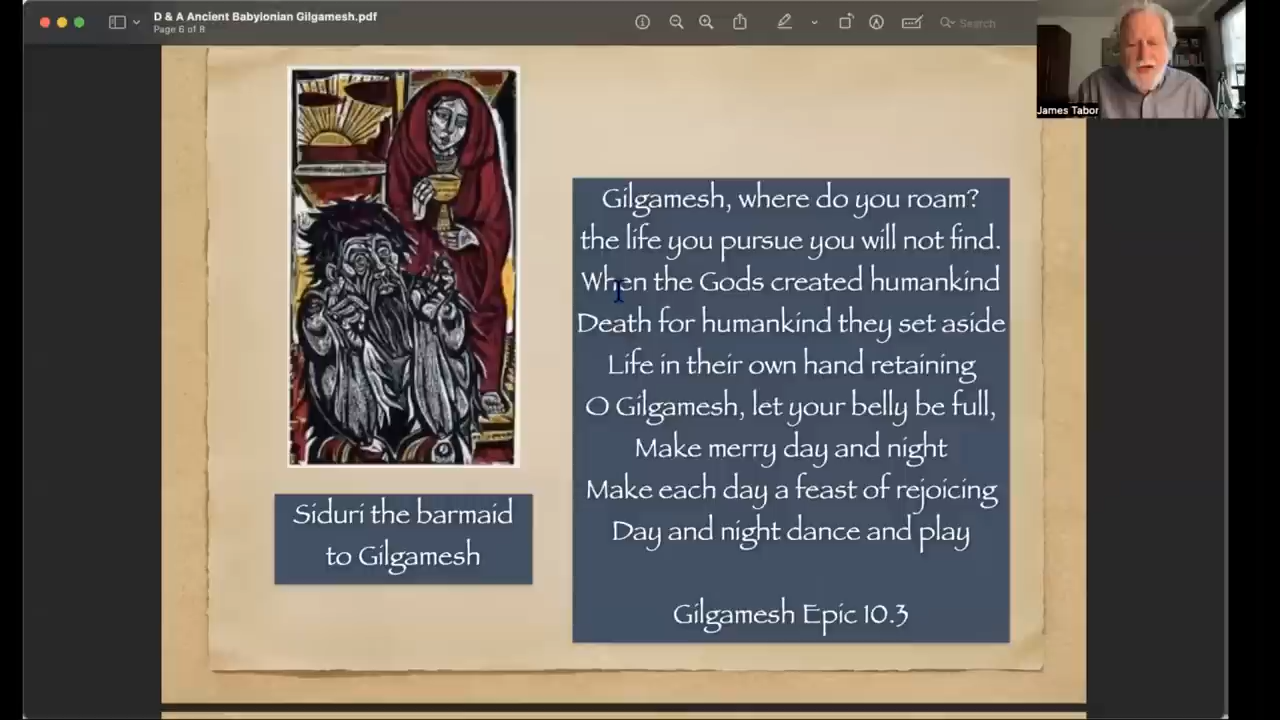 D & A Ancient Babylonian Gilgamesh.pdf
Page 6 of 8
Search
James Tabor
Gilgamesh, where do you roam?
the life you pursue you will not find.
When the Gods created humankind
Death for humankind they set aside
Life in their own hand retaining
O Gilgamesh, let your belly be full,
Make merry day and night
Make each day a feast of rejoicing
Day and night dance and play
Gilgamesh Epic 10.3
Siduri the barmaid
to Gilgamesh